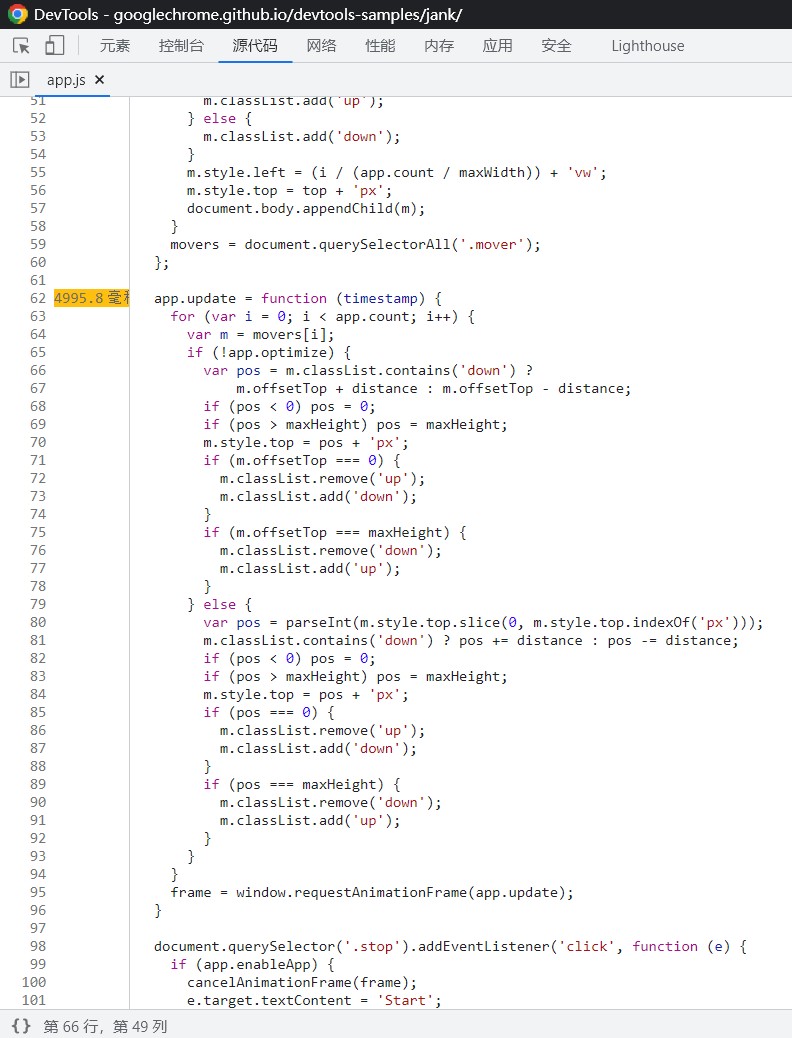 DevTools - googlechrome.github.io/devtools-samples/jank/
元素 控制台 源代码 网络 性能 内存 应用 安全 Lighthouse
app.js ×
51 m.classList.add('up');
52 } else {
53 m.classList.add('down');
54 }
55 m.style.left = (i / (app.count / maxWidth)) + 'vw';
56 m.style.top = top + 'px';
57 document.body.appendChild(m);
58 }
59 movers = document.querySelectorAll('.mover');
60 };
61
62 4995.8 毫 app.update = function (timestamp) {
63 for (var i = 0; i < app.count; i++) {
64 var m = movers[i];
65 if (!app.optimize) {
66 var pos = m.classList.contains('down') ?
67 m.offsetTop + distance : m.offsetTop - distance;
68 if (pos < 0) pos = 0;
69 if (pos > maxHeight) pos = maxHeight;
70 m.style.top = pos + 'px';
71 if (m.offsetTop === 0) {
72 m.classList.remove('up');
73 m.classList.add('down');
74 }
75 if (m.offsetTop === maxHeight) {
76 m.classList.remove('down');
77 m.classList.add('up');
78 }
79 } else {
80 var pos = parseInt(m.style.top.slice(0, m.style.top.indexOf('px')));
81 m.classList.contains('down') ? pos += distance : pos -= distance;
82 if (pos < 0) pos = 0;
83 if (pos > maxHeight) pos = maxHeight;
84 m.style.top = pos + 'px';
85 if (pos === 0) {
86 m.classList.remove('up');
87 m.classList.add('down');
88 }
89 if (pos === maxHeight) {
90 m.classList.remove('down');
91 m.classList.add('up');
92 }
93 }
94 }
95 frame = window.requestAnimationFrame(app.update);
96 }
97
98 document.querySelector('.stop').addEventListener('click', function (e) {
99 if (app.enableApp) {
100 cancelAnimationFrame(frame);
101 e.target.textContent = 'Start';
{} 第 66 行，第 49 列